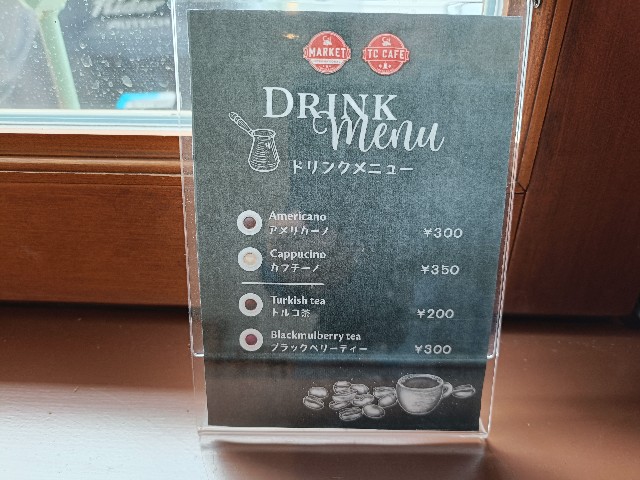 MARKET
TC CAFE
DRINK
Menu
ドリンクメニュー
Americano
アメリカーノ
¥300
Cappucino
カプチーノ
¥350
Turkish tea
トルコ茶
¥200
Blackmulberry tea
ブラックベリーティー
¥300